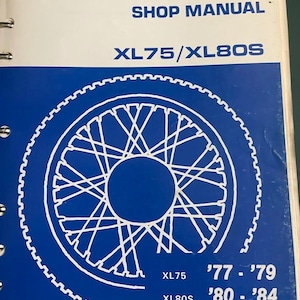 SHOP MANUAL
XL75/XL80S
XL75 '77 - '79
XL80S '80 - '84